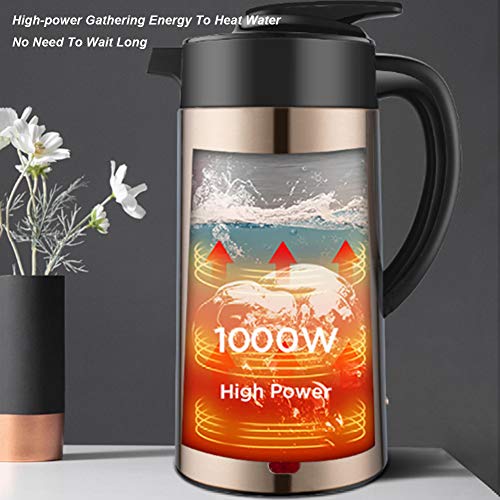 High-power Gathering Energy To Heat Water
No Need To Wait Long
1000W
High Power